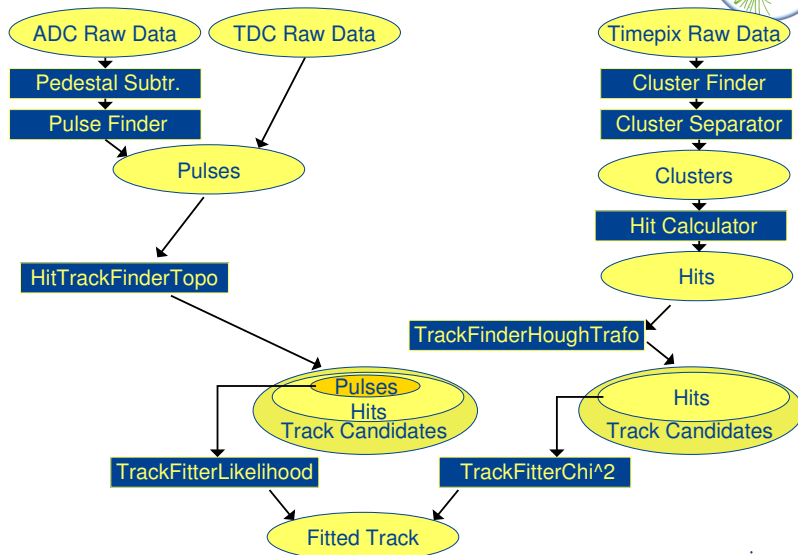 ADC Raw Data
TDC Raw Data
Timepix Raw Data
Pedestal Subtr.
Cluster Finder
Pulse Finder
Cluster Separator
Pulses
Clusters
Hit Calculator
HitTrackFinderTopo
Hits
TrackFinderHoughTrafo
Pulses
Hits
Track Candidates
Hits
Track Candidates
TrackFitterLikelihood
TrackFitterChi^2
Fitted Track